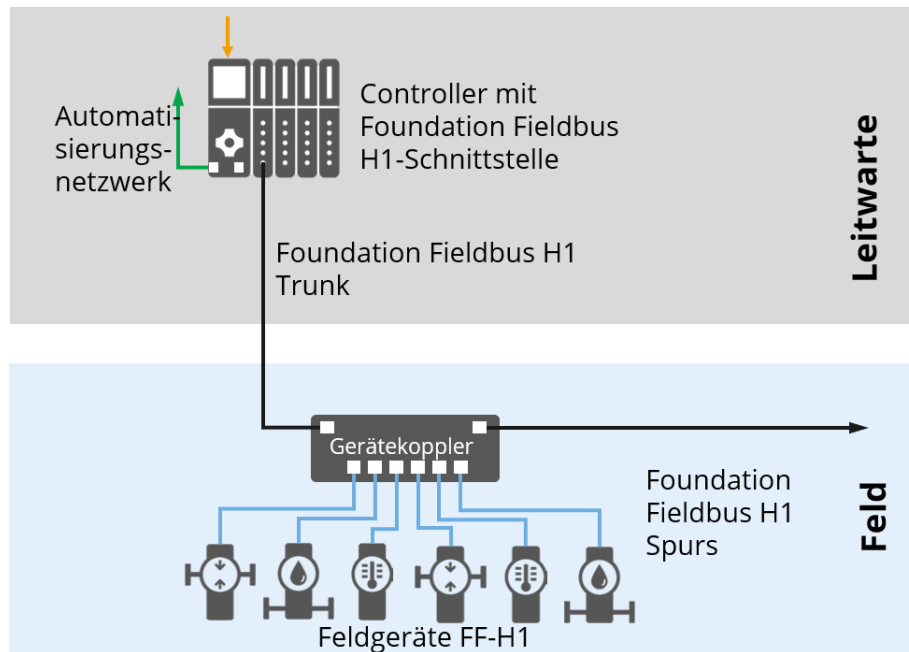 Automati-
sierungs-
netzwerk
Controller mit
Foundation Fieldbus
H1-Schnittstelle
Leitwarte
Foundation Fieldbus H1
Trunk
Gerätekoppler
Foundation
Fieldbus H1
Spurs
Feld
Feldgeräte FF-H1